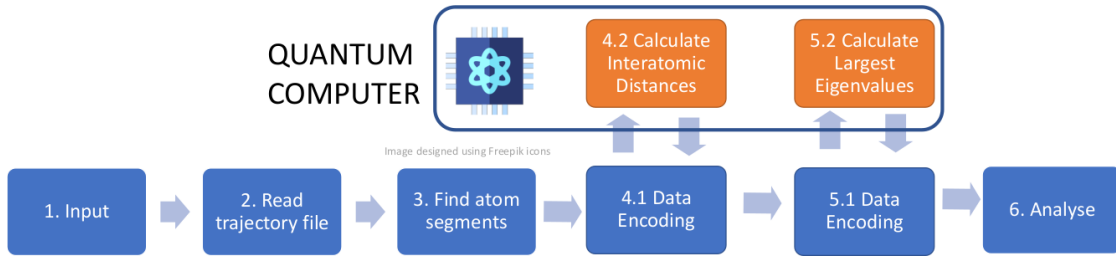 QUANTUM
COMPUTER
4.2 Calculate
Interatomic
Distances
5.2 Calculate
Largest
Eigenvalues
Image designed using Freepik icons
1. Input
2. Read
trajectory file
3. Find atom
segments
4.1 Data
Encoding
5.1 Data
Encoding
6. Analyse